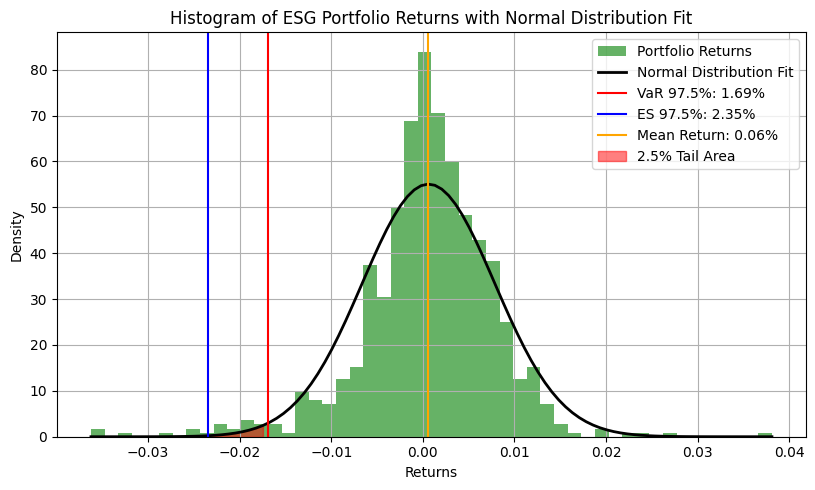 Histogram of ESG Portfolio Returns with Normal Distribution Fit
Portfolio Returns
Normal Distribution Fit
VaR 97.5%: 1.69%
ES 97.5%: 2.35%
Mean Return: 0.06%
2.5% Tail Area
Density
80
70
60
50
40
30
20
10
0
−0.03
−0.02
−0.01
0.00
0.01
0.02
0.03
0.04
Returns